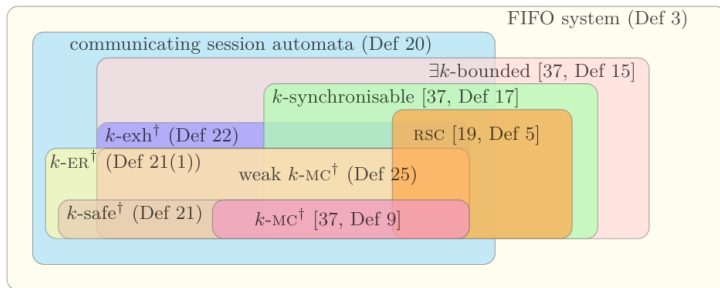 FIFO system (Def 3)
communicating session automata (Def 20)
∃k-bounded [37, Def 15]
k-synchronisable [37, Def 17]
k-exh† (Def 22)
RSC [19, Def 5]
k-ER† (Def 21(1))
weak k-MC† (Def 25)
k-safe† (Def 21)
k-MC† [37, Def 9]